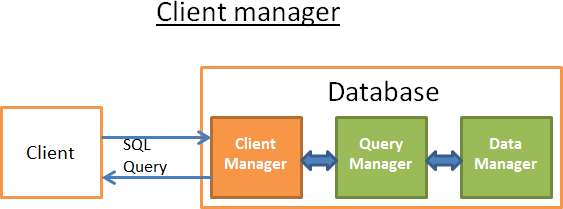 Client manager
Database
Client
SQL
Query
Client
Manager
Query
Manager
Data
Manager